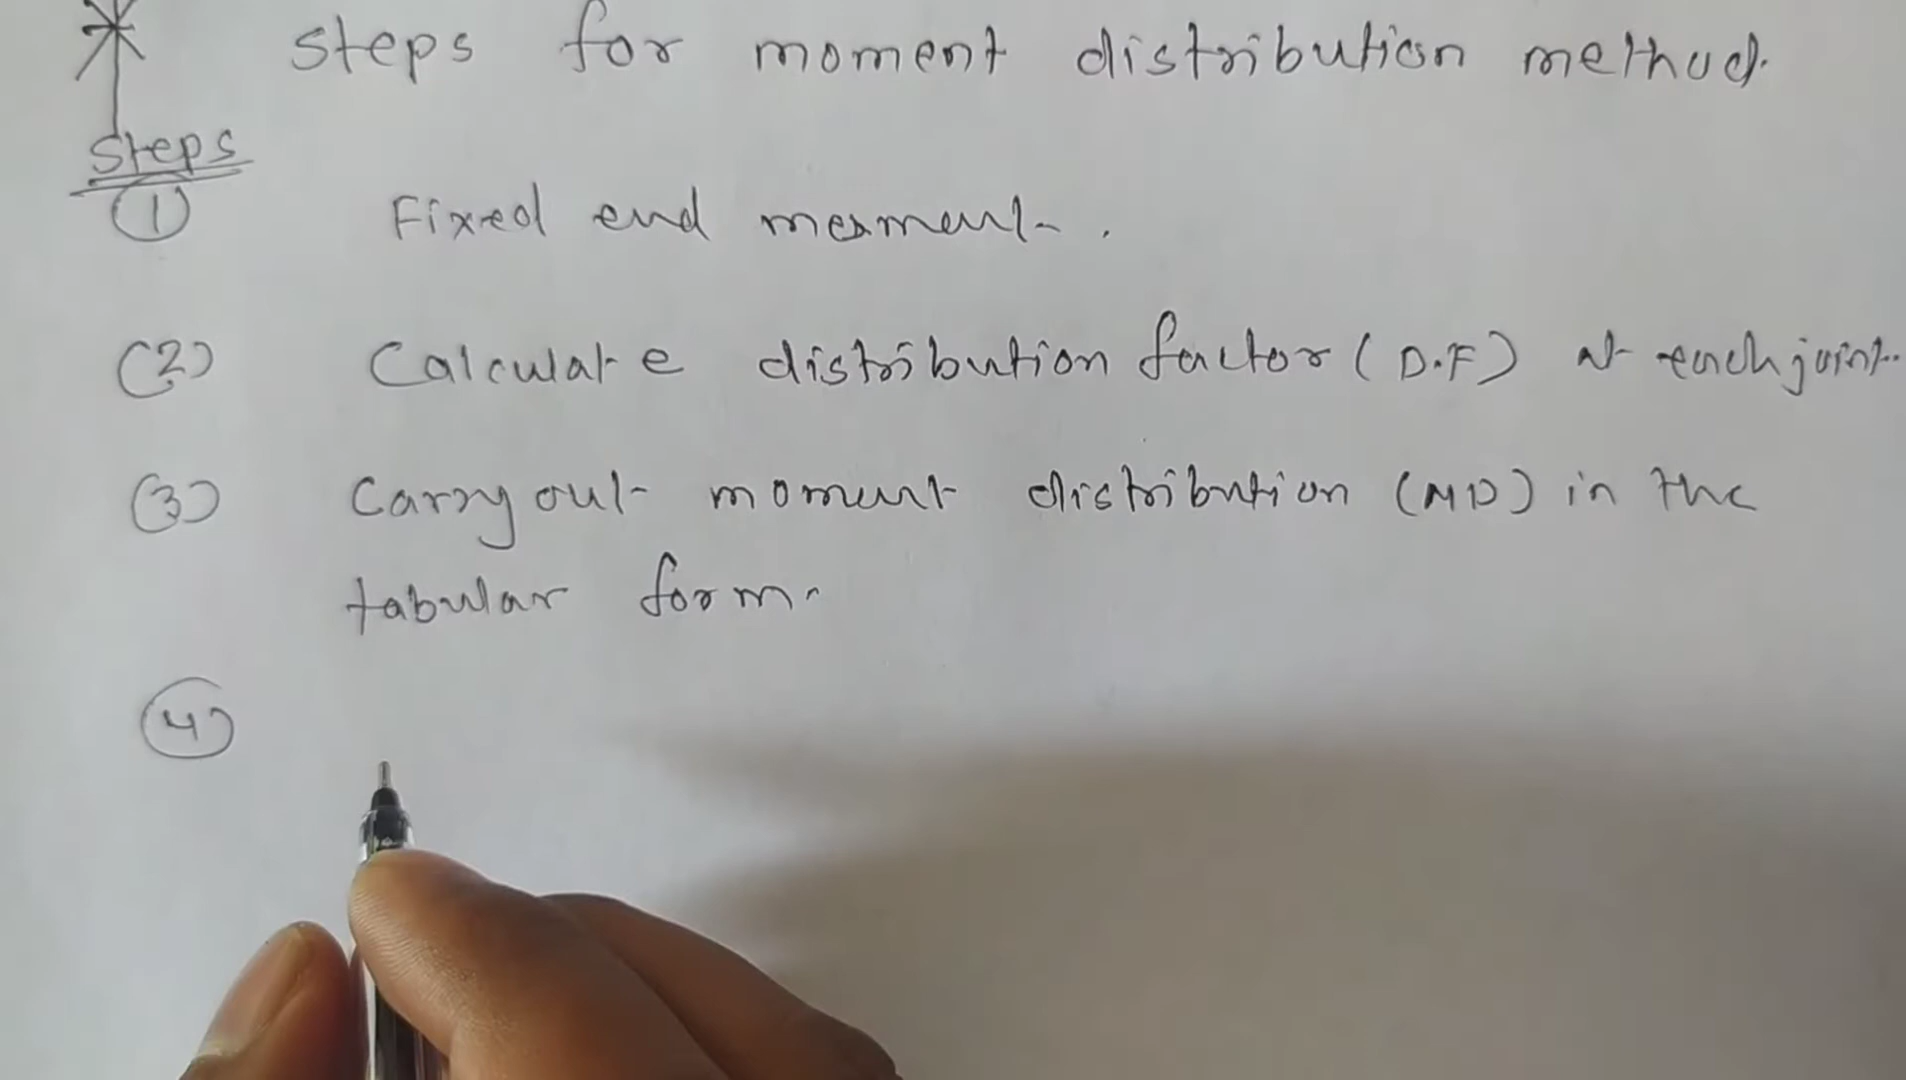 Steps for moment distribution method.
Steps
1 Fixed end moment.
(2) Calculate distribution factor (D.F) at each joint.
(3) Carry out moment distribution (MD) in the
tabular form.
4